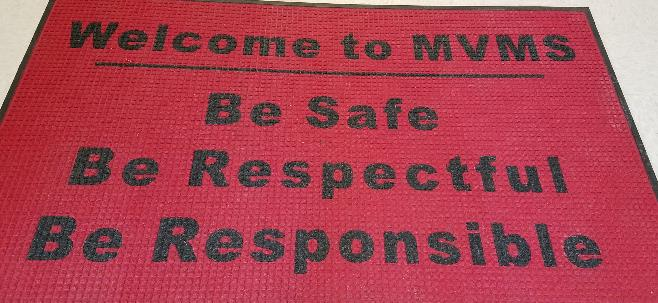 Welcome to MVMS
Be Safe
Be Respectful
Be Responsible